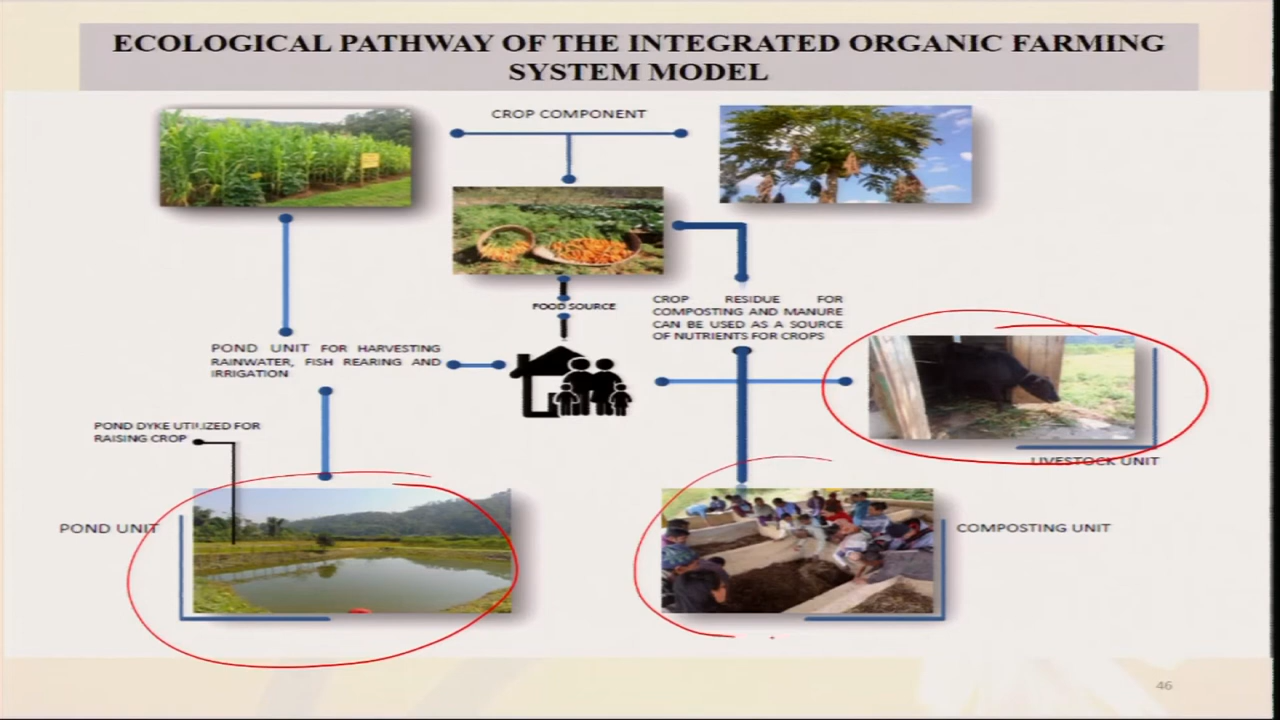 ECOLOGICAL PATHWAY OF THE INTEGRATED ORGANIC FARMING
SYSTEM MODEL
CROP COMPONENT
FOOD SOURCE
CROP RESIDUE FOR
COMPOSTING AND MANURE
CAN BE USED AS A SOURCE
OF NUTRIENTS FOR CROPS
POND UNIT FOR HARVESTING
RAINWATER, FISH REARING AND
IRRIGATION
POND DYKE UTILIZED FOR
RAISING CROP
LIVESTOCK UNIT
POND UNIT
COMPOSTING UNIT
46